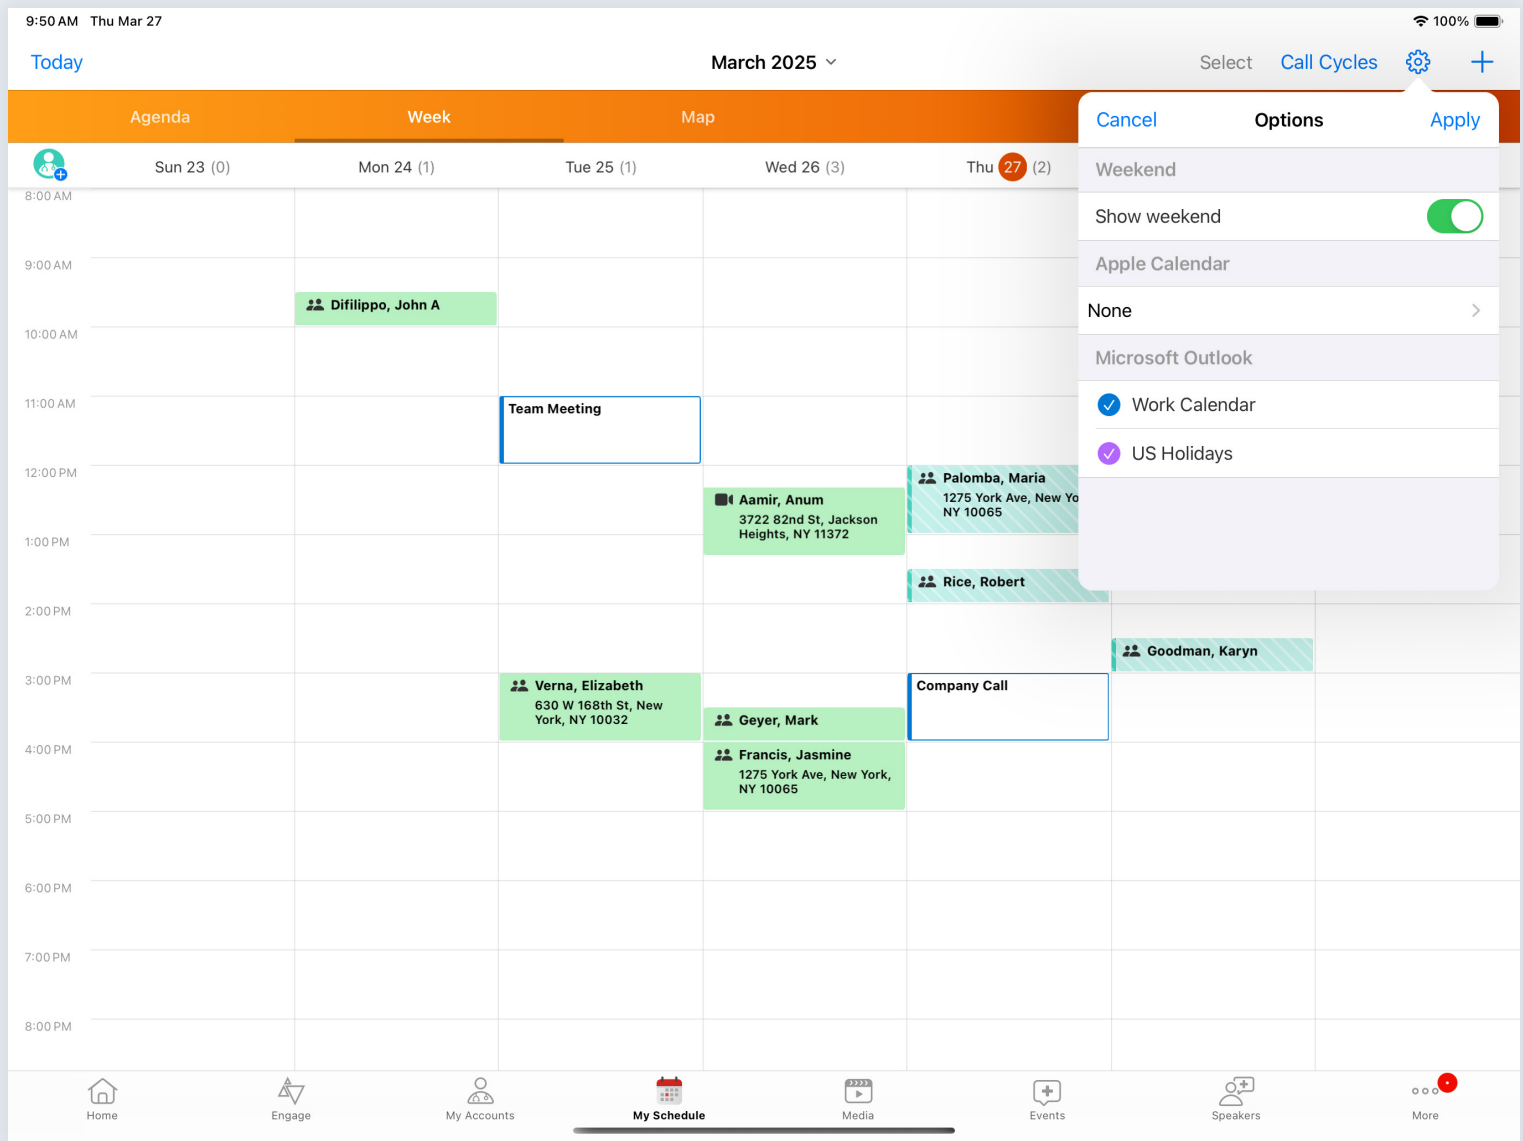 9:50 AM Thu Mar 27
100%
Today
March 2025
Select
Call Cycles
Agenda
Week
Map
Cancel
Options
Apply
Sun 23 (0)
Mon 24 (1)
Tue 25 (1)
Wed 26 (3)
Thu 27 (2)
Weekend
Show weekend
Apple Calendar
None
Microsoft Outlook
Work Calendar
US Holidays
8:00 AM
9:00 AM
Difilippo, John A
10:00 AM
11:00 AM
Team Meeting
12:00 PM
Palomba, Maria
1275 York Ave, New Yo
NY 10065
Aamir, Anum
3722 82nd St, Jackson
Heights, NY 11372
1:00 PM
Rice, Robert
2:00 PM
Goodman, Karyn
3:00 PM
Verna, Elizabeth
630 W 168th St, New
York, NY 10032
Company Call
Geyer, Mark
4:00 PM
Francis, Jasmine
1275 York Ave, New York,
NY 10065
5:00 PM
6:00 PM
7:00 PM
8:00 PM
Home
Engage
My Accounts
My Schedule
Media
Events
Speakers
More